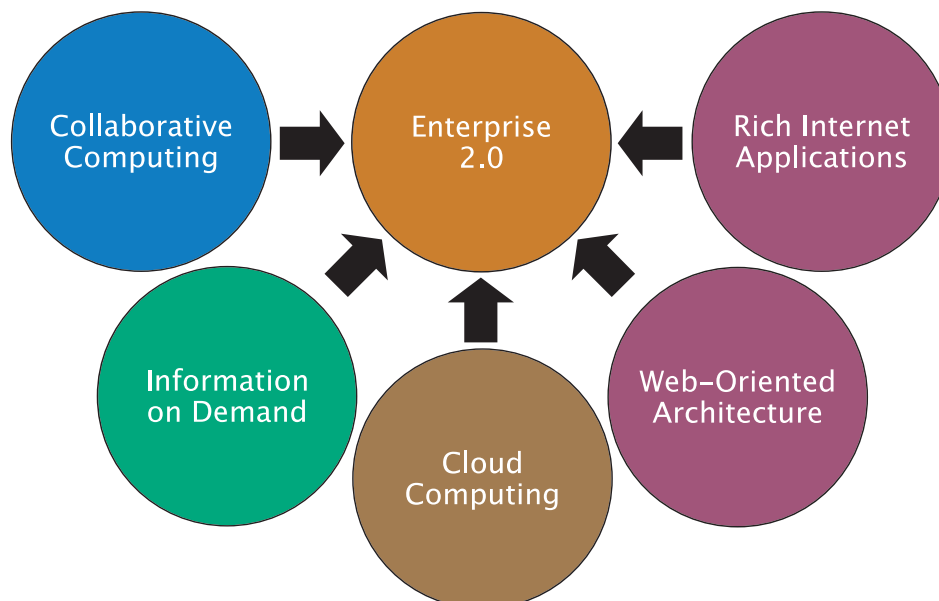 Collaborative
Computing
Enterprise
2.0
Rich Internet
Applications
Information
on Demand
Cloud
Computing
Web-Oriented
Architecture